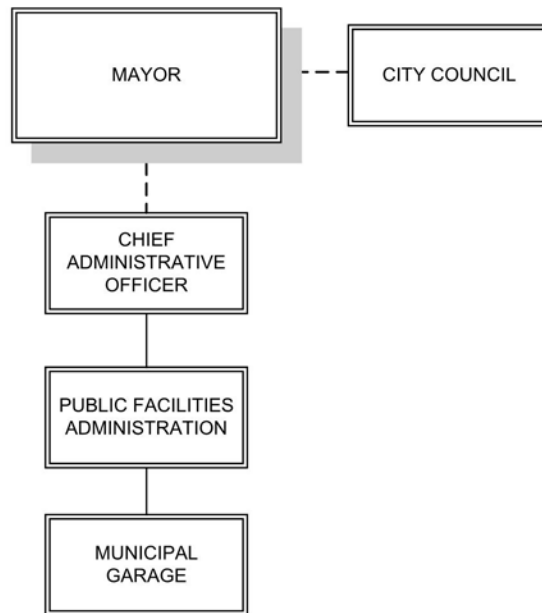 MAYOR
CITY COUNCIL
CHIEF
ADMINISTRATIVE
OFFICER
PUBLIC FACILITIES
ADMINISTRATION
MUNICIPAL
GARAGE